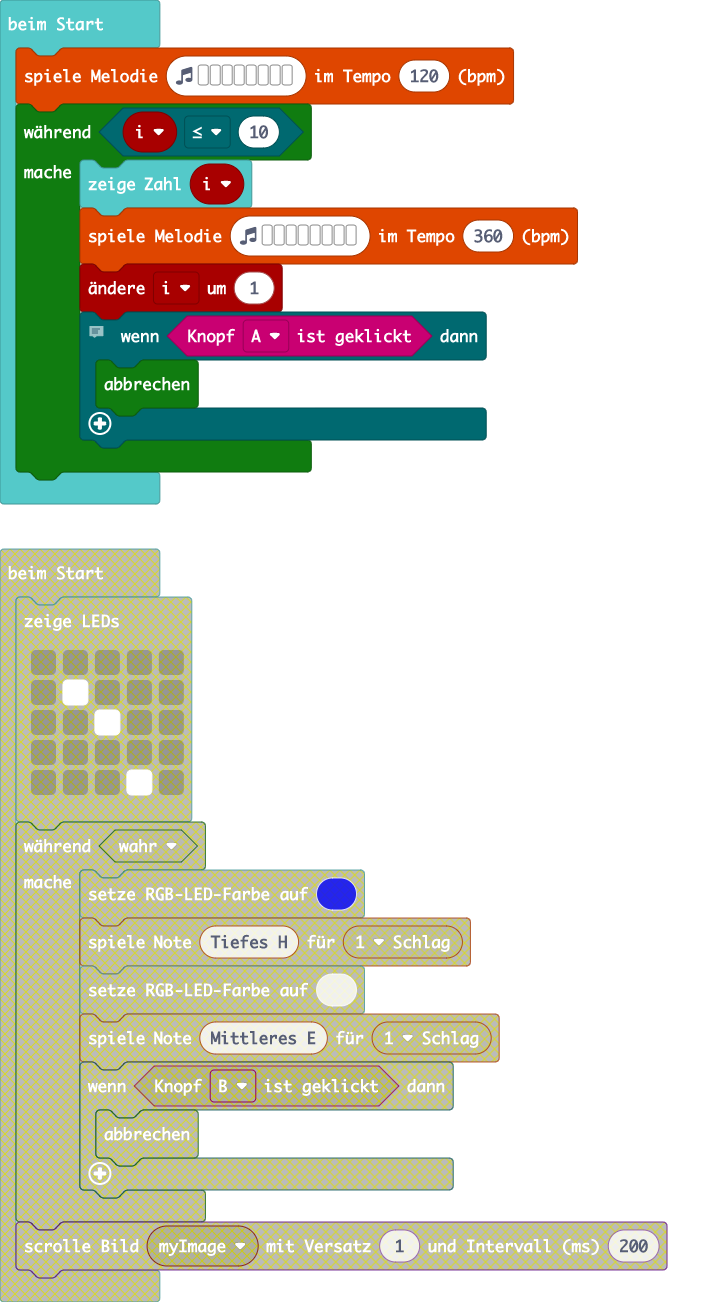 beim Start
spiele Melodie im Tempo 120 (bpm)
während i ≤ 10
mache
zeige Zahl i
spiele Melodie im Tempo 360 (bpm)
ändere i um 1
wenn Knopf A ist geklickt dann
abbrechen
beim Start
zeige LEDs
während wahr
mache
setze RGB-LED-Farbe auf
spiele Note Tiefes H für 1 Schlag
setze RGB-LED-Farbe auf
spiele Note Mittleres E für 1 Schlag
wenn Knopf B ist geklickt dann
abbrechen
scrolle Bild myImage mit Versatz 1 und Intervall (ms) 200